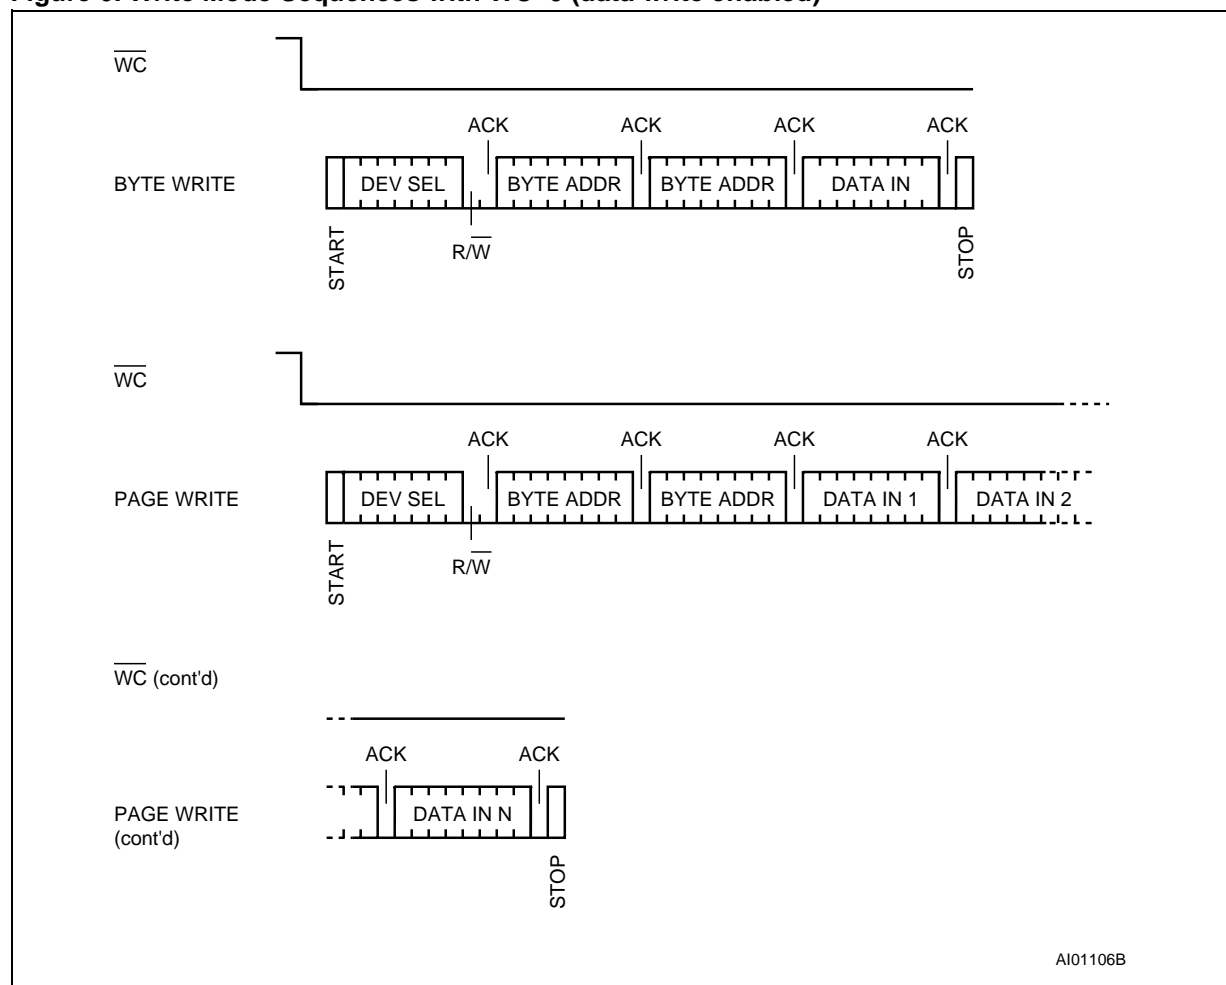 WC
ACK ACK ACK ACK
BYTE WRITE
DEV SEL BYTE ADDR BYTE ADDR DATA IN
R/W
START
STOP
WC
ACK ACK ACK ACK
PAGE WRITE
DEV SEL BYTE ADDR BYTE ADDR DATA IN 1 DATA IN 2
R/W
START
WC (cont'd)
ACK ACK
PAGE WRITE
(cont'd)
DATA IN N
STOP
AI01106B